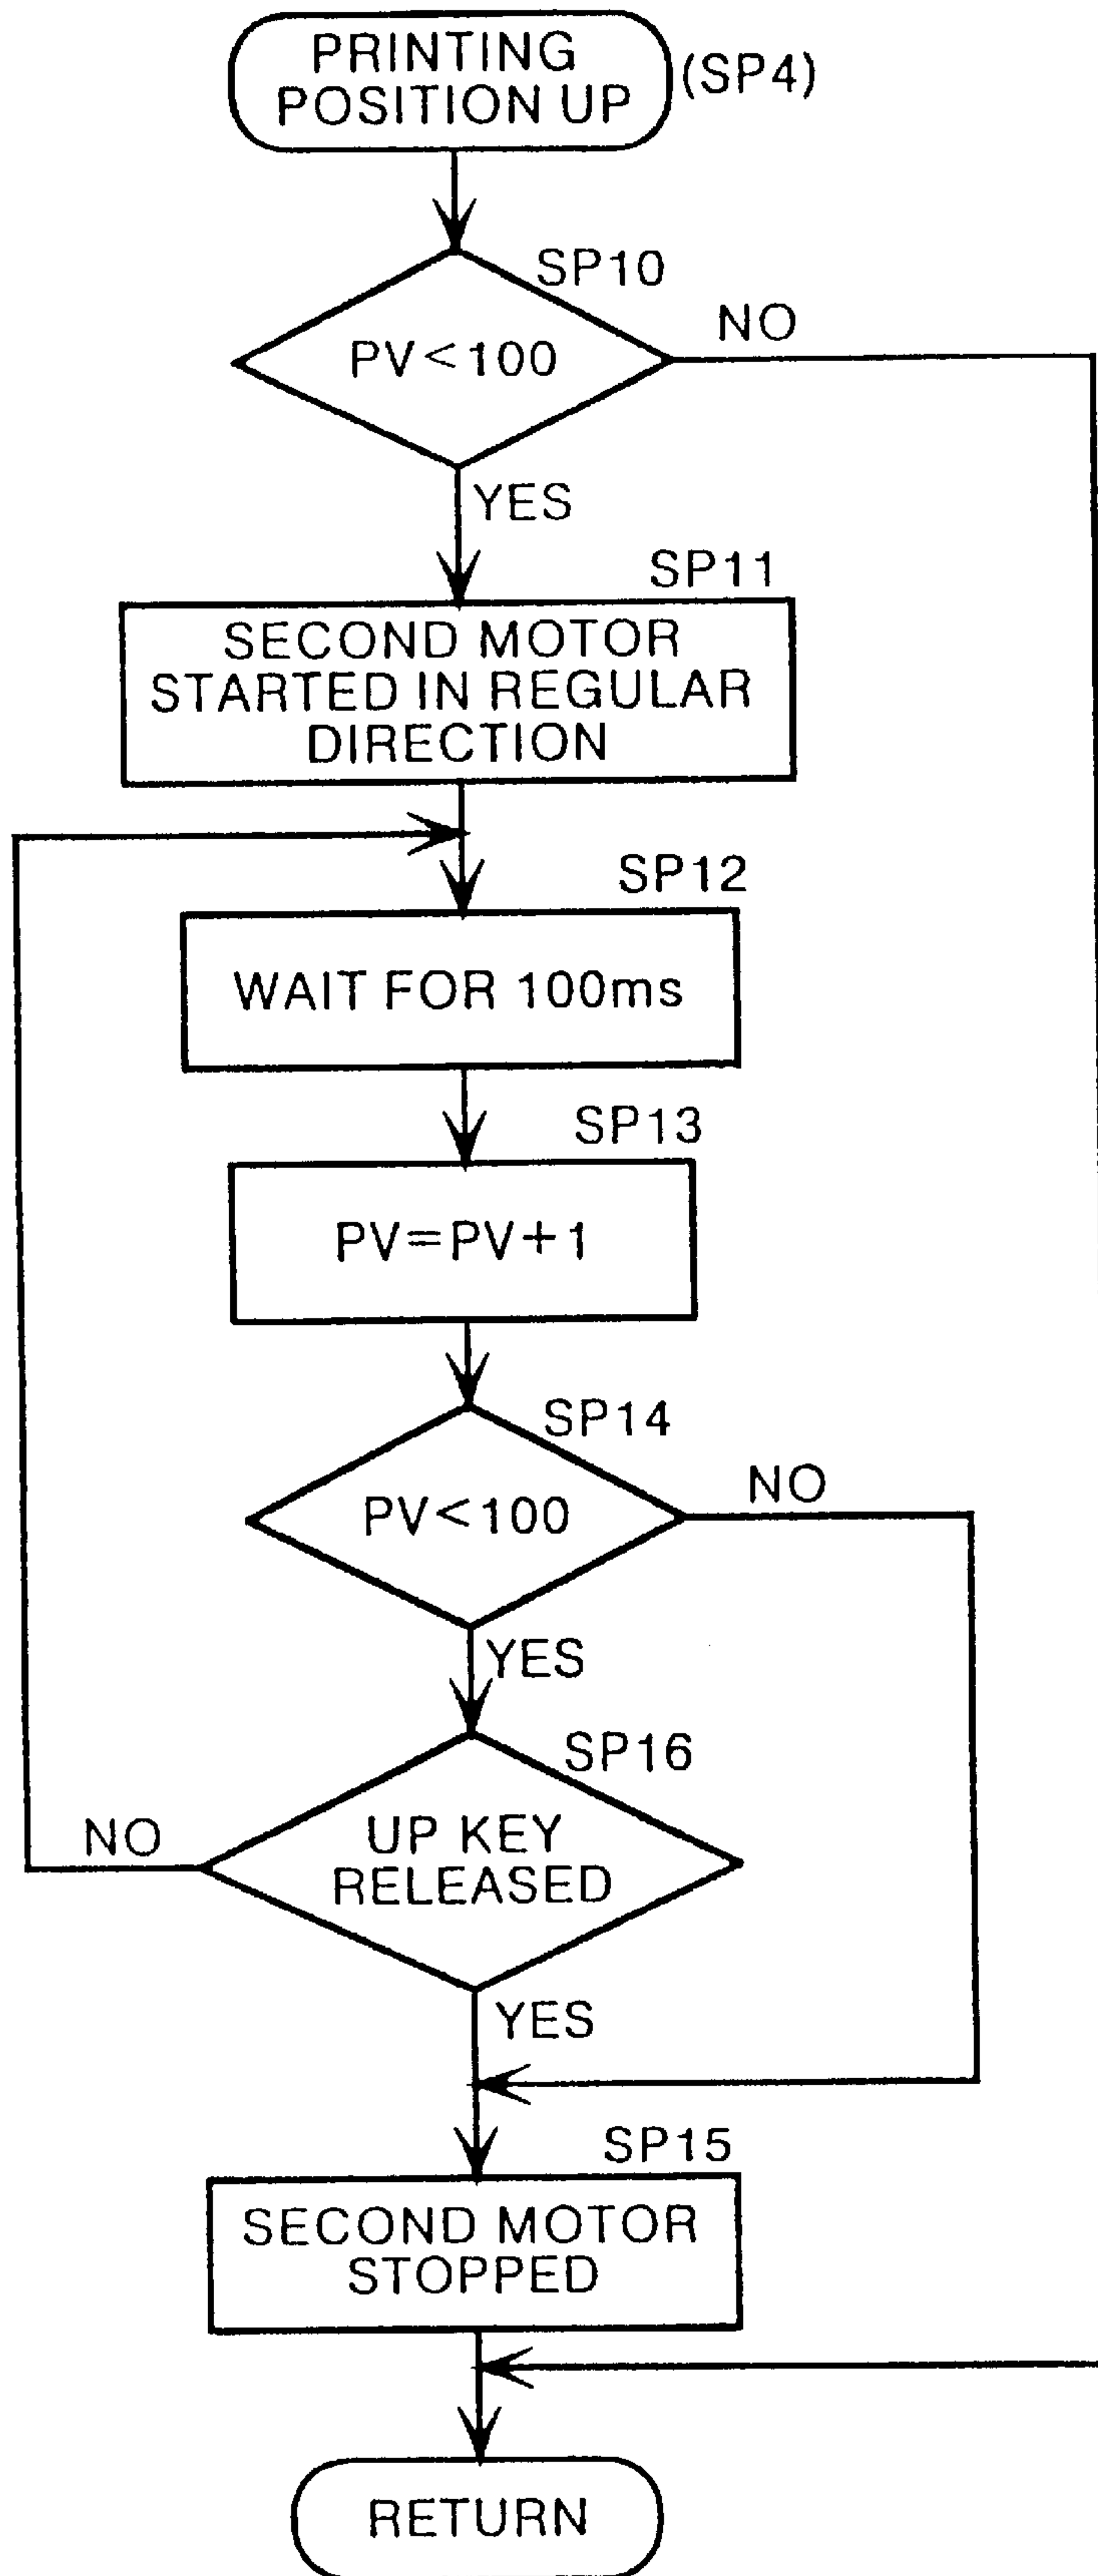 PRINTING
POSITION UP
(SP4)
SP10
PV<100
NO
YES
SP11
SECOND MOTOR
STARTED IN REGULAR
DIRECTION
SP12
WAIT FOR 100ms
SP13
PV=PV+1
SP14
PV<100
NO
YES
SP16
UP KEY
RELEASED
NO
YES
SP15
SECOND MOTOR
STOPPED
RETURN